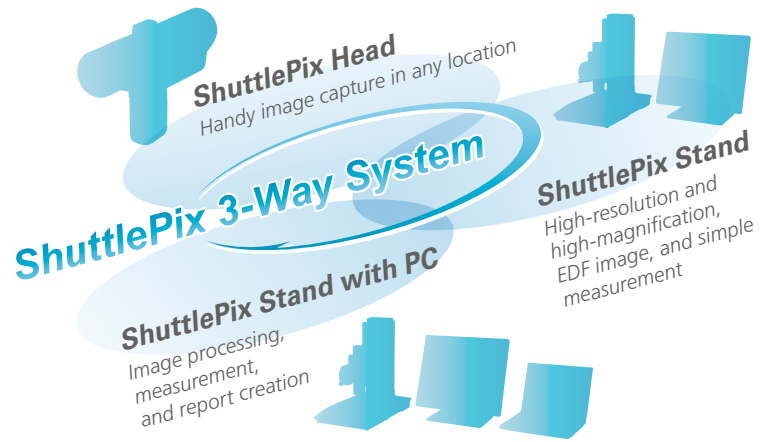 ShuttlePix Head
Handy image capture in any location
ShuttlePix 3-Way System
ShuttlePix Stand
High-resolution and
high-magnification,
EDF image, and simple
measurement
ShuttlePix Stand with PC
Image processing,
measurement,
and report creation